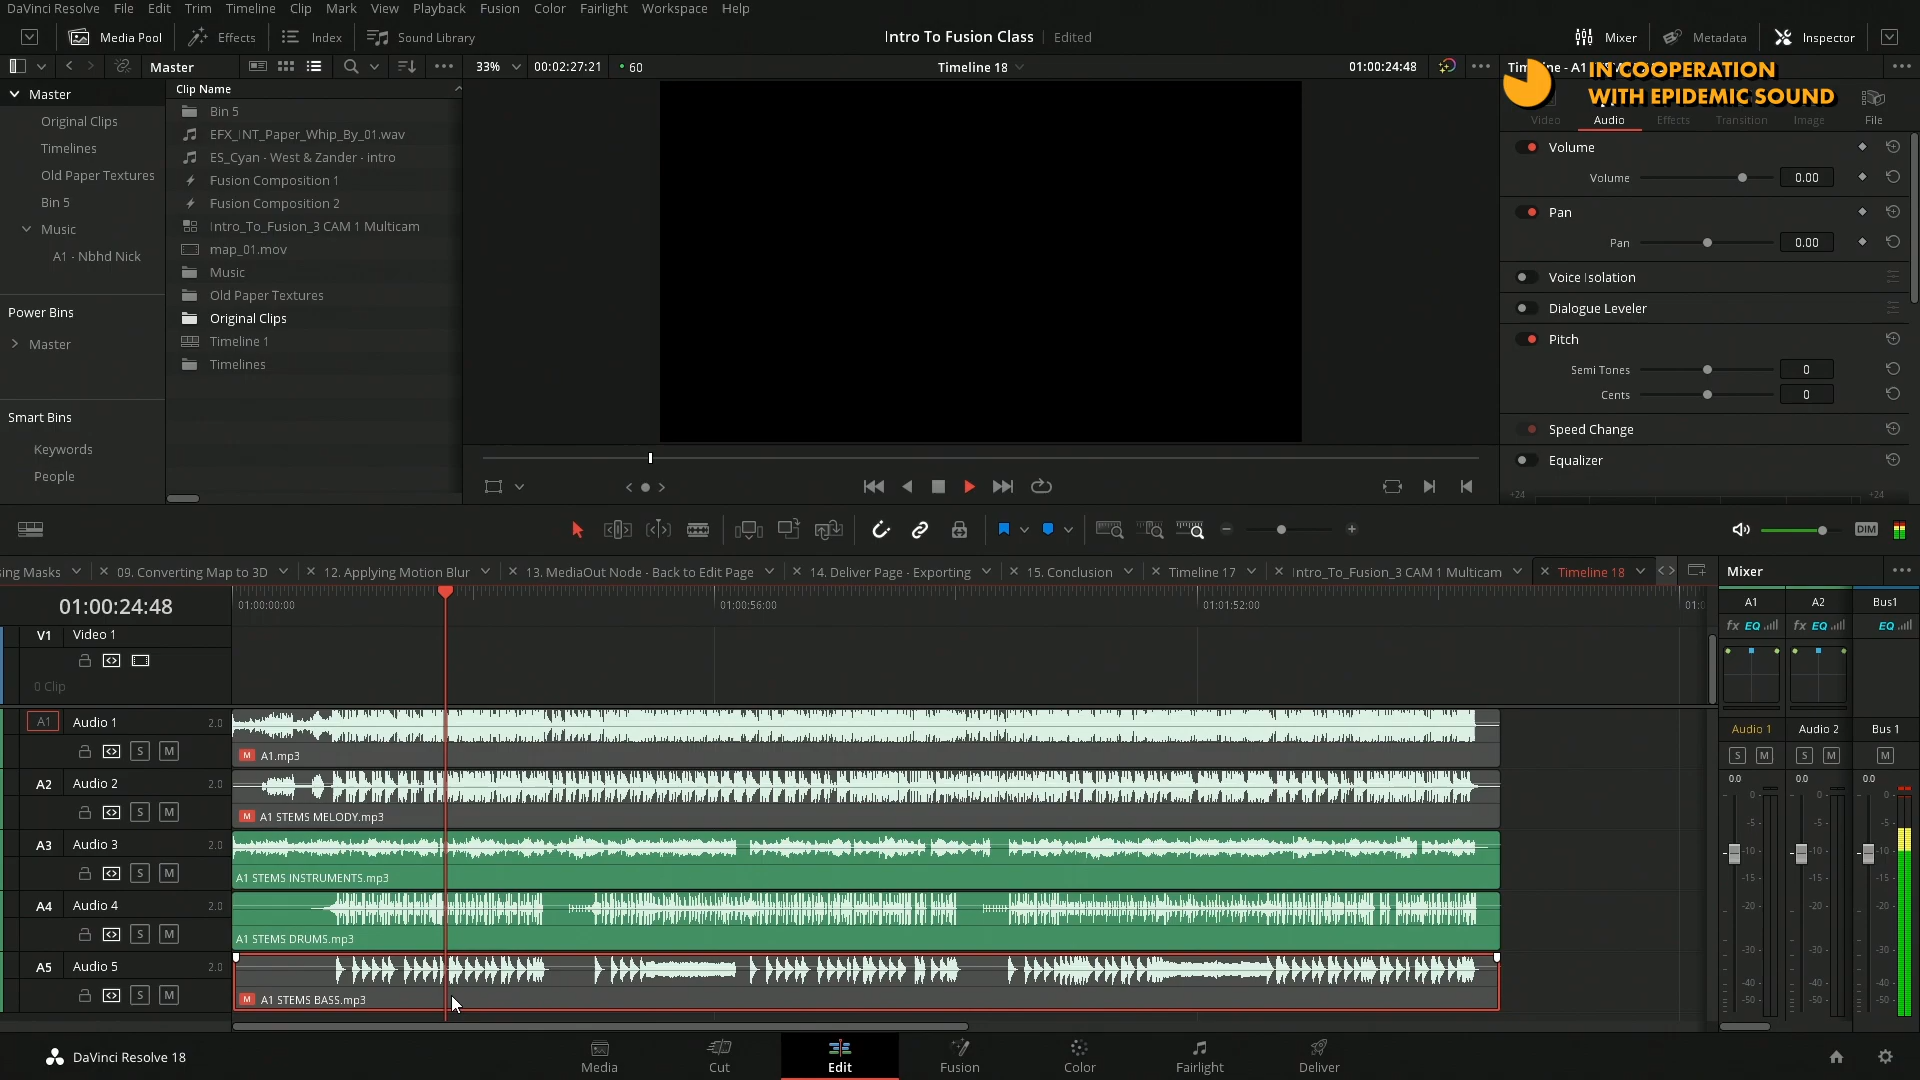 DaVinci Resolve File Edit Trim Timeline Clip Mark View Playback Fusion Color Fairlight Workspace Help
Media Pool Effects Index Sound Library Intro To Fusion Class Edited Mixer Metadata Inspector
Master 33% 00:02:27:21 60 Timeline 18 01:00:24:48
IN COOPERATION
WITH EPIDEMIC SOUND
Video Audio Effects Transition Image File
Master
Original Clips
Timelines
Old Paper Textures
Bin 5
Music
A1 - Nbhd Nick
Power Bins
Master
Smart Bins
Keywords
People
Clip Name
Bin 5
EFX_INT_Paper_Whip_By_01.wav
ES_Cyan - West & Zander - intro
Fusion Composition 1
Fusion Composition 2
Intro_To_Fusion_3 CAM 1 Multicam
map_01.mov
Music
Old Paper Textures
Original Clips
Timeline 1
Timelines
Volume
Volume 0.00
Pan
Pan 0.00
Voice Isolation
Dialogue Leveler
Pitch
Semi Tones 0
Cents 0
Speed Change
Equalizer
+24 +24
DIM
sing Masks 09. Converting Map to 3D 12. Applying Motion Blur 13. MediaOut Node - Back to Edit Page 14. Deliver Page - Exporting 15. Conclusion Timeline 17 Intro_To_Fusion_3 CAM 1 Multicam Timeline 18
01:00:24:48 01:00:00:00 01:00:56:00 01:01:52:00
V1 Video 1
0 Clip
A1 Audio 1 2.0
S M
M A1.mp3
A2 Audio 2 2.0
S M
M A1 STEMS MELODY.mp3
A3 Audio 3 2.0
S M
A1 STEMS INSTRUMENTS.mp3
A4 Audio 4 2.0
S M
A1 STEMS DRUMS.mp3
A5 Audio 5 2.0
S M
M A1 STEMS BASS.mp3
Mixer
A1 A2 Bus1
fx EQ fx EQ EQ
Audio 1 Audio 2 Bus 1
S M S M M
0.0 0.0 0.0
0 0 0
-5 -5 -5
-10 -10 -10
-15 -15 -15
-20 -20 -20
-30 -30 -30
-40 -40 -40
-50 -50 -50
DaVinci Resolve 18
Media Cut Edit Fusion Color Fairlight Deliver